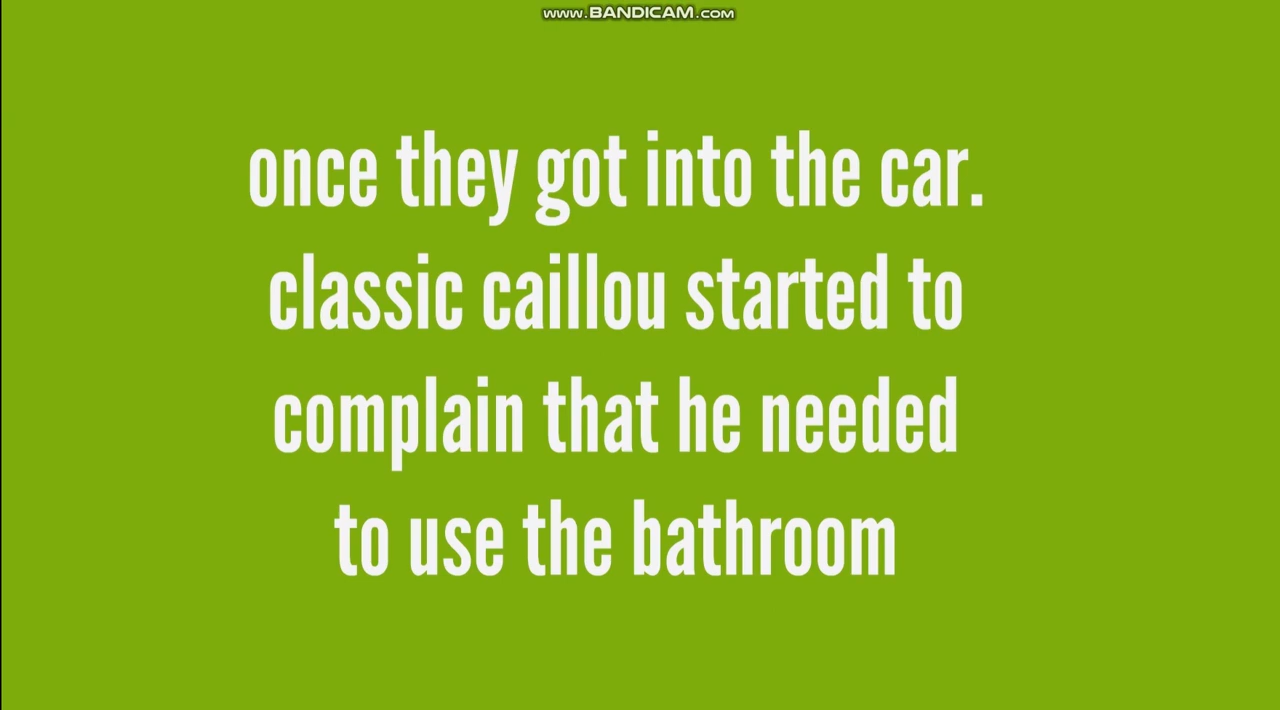 www.BANDICAM.com
once they got into the car.
classic caillou started to
complain that he needed
to use the bathroom